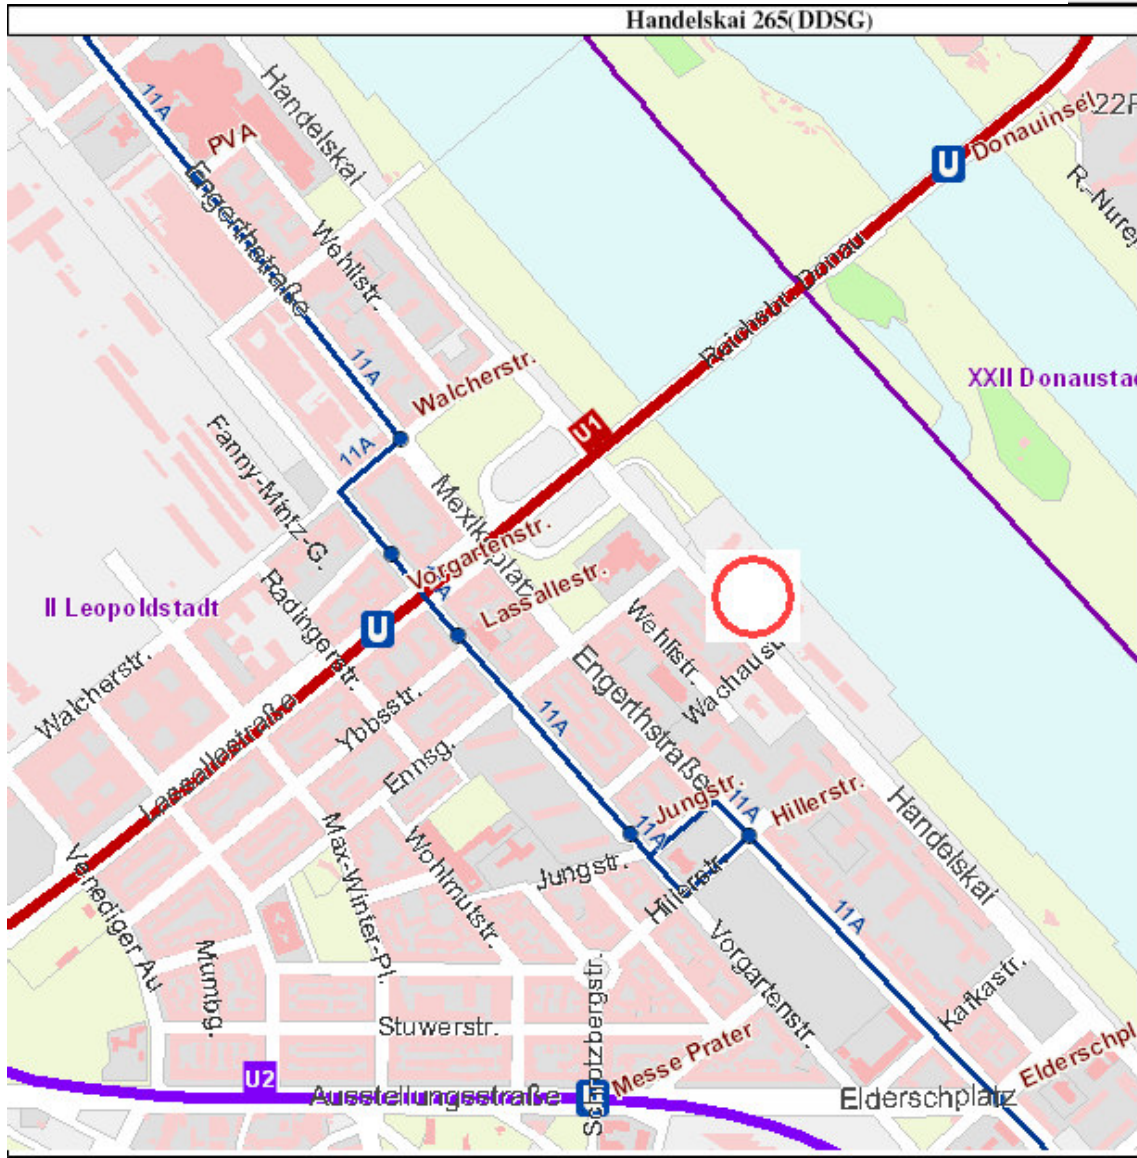 Handelskai 265(DDSG)
11A
Handelskai
PVA
Donauinsel
U
R.-Nurej
Engerthstraße
Wehlistr.
Reichsbr.
Donau
11A
Walcherstr.
XXII Donaustad
U1
11A
Fanny-Mintz-G.
Mexikoplatz
Vorgartenstr.
Lassallestr.
II Leopoldstadt
Radingerstr.
U
Wehlistr.
Wachaustr
Walcherstr.
Engerthstraße
Lassallestraße
Ybbsstr.
11A
Ennsg.
Jungstr.
11A
Hillerstr.
Handelskai
11A
Venediger Au
Max-Winter-Pl.
Wohlmutstr.
Jungstr.
Hillerstr.
11A
Mumbg.
Vorgartenstr.
Kafkastr.
Stuwerstr.
Messe Prater
Elderschpl
U2
Ausstellungsstraße
Elderschplatz